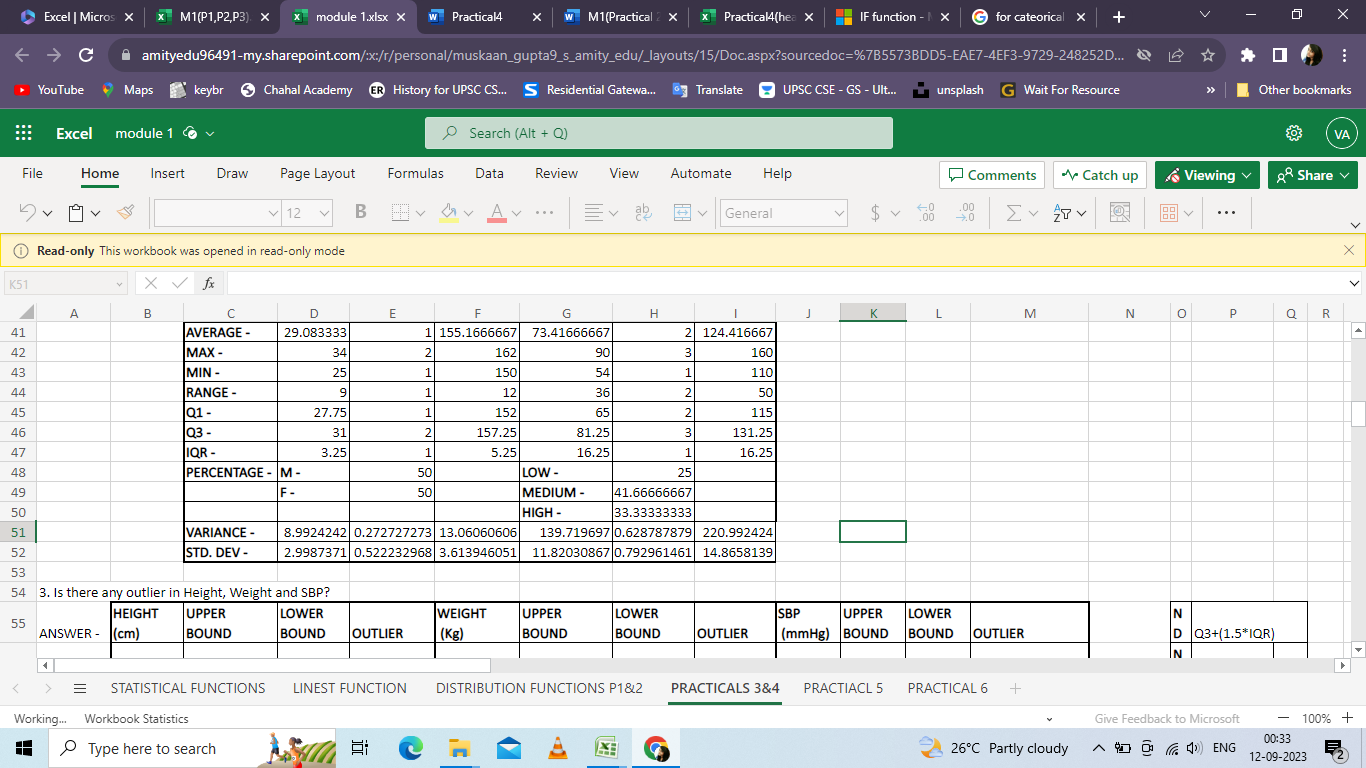 Excel | Micros
M1(P1,P2,P3).
module 1.xlsx
Practical4
M1(Practical 2
Practical4(hea
IF function -
for cateorical
amityedu96491-my.sharepoint.com/:x:/r/personal/muskaan_gupta9_s_amity_edu/_layouts/15/Doc.aspx?sourcedoc=%7B5573BDD5-EAE7-4EF3-9729-248252D...
YouTube Maps keybr Chahal Academy History for UPSC CS... Residential Gatewa... Translate UPSC CSE - GS - Ult... unsplash Wait For Resource » Other bookmarks
Excel module 1 Search (Alt + Q) VA
File Home Insert Draw Page Layout Formulas Data Review View Automate Help Comments Catch up Viewing Share
12 B A ab General $ .00 .00 Σ
Read-only This workbook was opened in read-only mode
K51 fx
A B C D E F G H I J K L M N O P Q R
41 AVERAGE - 29.083333 1 155.1666667 73.41666667 2 124.416667
42 MAX - 34 2 162 90 3 160
43 MIN - 25 1 150 54 1 110
44 RANGE - 9 1 12 36 2 50
45 Q1 - 27.75 1 152 65 2 115
46 Q3 - 31 2 157.25 81.25 3 131.25
47 IQR - 3.25 1 5.25 16.25 1 16.25
48 PERCENTAGE - M - 50 LOW - 25
49 F - 50 MEDIUM - 41.66666667
50 HIGH - 33.33333333
51 VARIANCE - 8.9924242 0.272727273 13.06060606 139.719697 0.628787879 220.992424
52 STD. DEV - 2.9987371 0.522232968 3.613946051 11.82030867 0.792961461 14.8658139
53
54 3. Is there any outlier in Height, Weight and SBP?
HEIGHT UPPER LOWER WEIGHT UPPER LOWER SBP UPPER LOWER N
55 ANSWER - (cm) BOUND BOUND OUTLIER (Kg) BOUND BOUND OUTLIER (mmHg) BOUND BOUND OUTLIER D Q3+(1.5*IQR)
N
STATISTICAL FUNCTIONS LINEST FUNCTION DISTRIBUTION FUNCTIONS P1&2 PRACTICALS 3&4 PRACTIACL 5 PRACTICAL 6
Working... Workbook Statistics Give Feedback to Microsoft 100%
Type here to search 26°C Partly cloudy ENG 00:33
12-09-2023 2